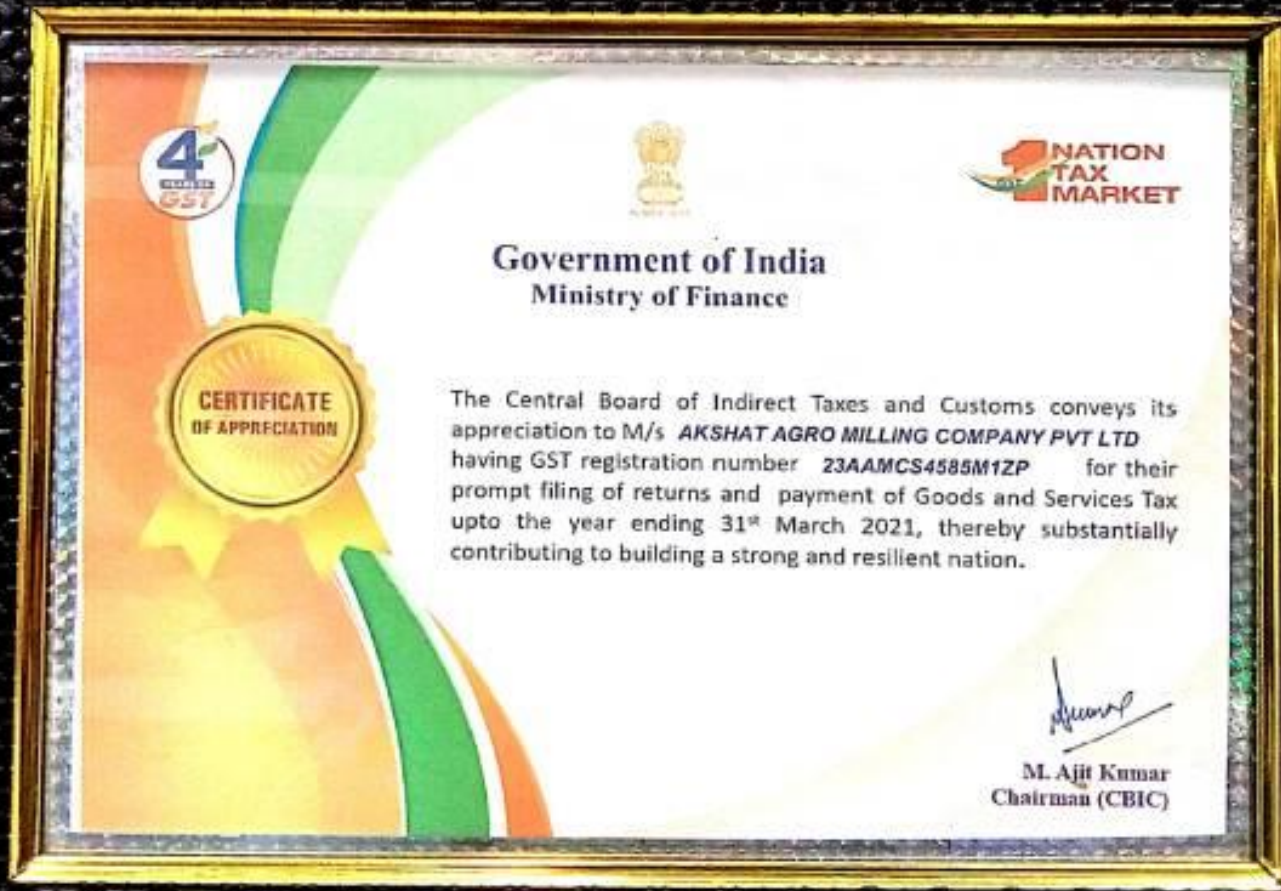 4
YEARS OF
GST
1 NATION
TAX
MARKET
Government of India
Ministry of Finance
CERTIFICATE
OF APPRECIATION
The Central Board of Indirect Taxes and Customs conveys its
appreciation to M/s AKSHAT AGRO MILLING COMPANY PVT LTD
having GST registration number 23AAMCS4585M1ZP for their
prompt filing of returns and payment of Goods and Services Tax
upto the year ending 31st March 2021, thereby substantially
contributing to building a strong and resilient nation.
M. Ajit Kumar
Chairman (CBIC)